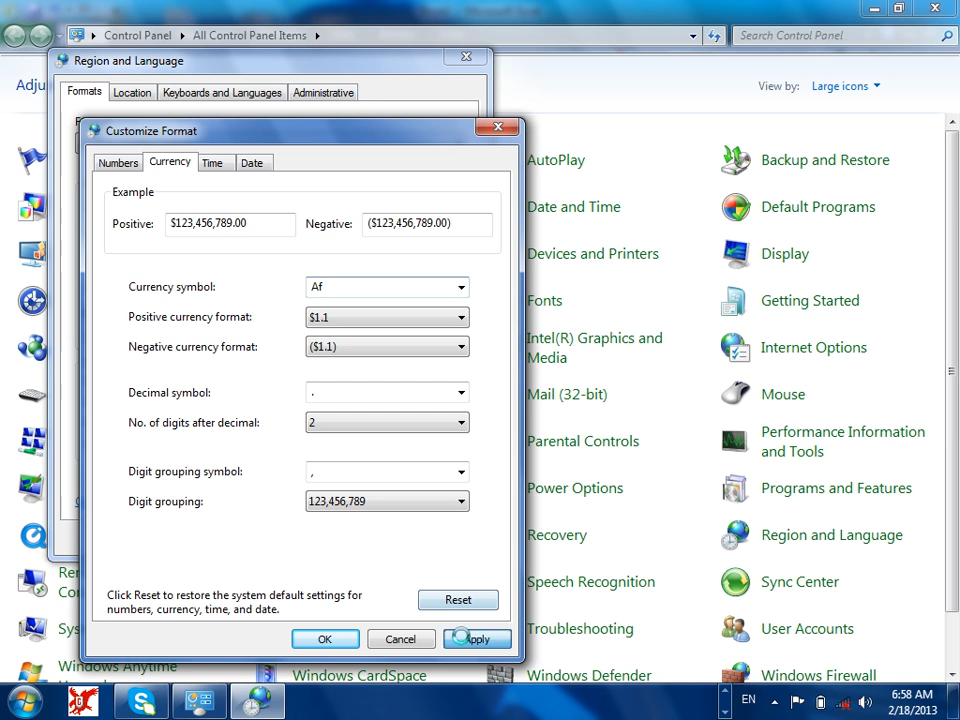 Control Panel
All Control Panel Items
Search Control Panel
Region and Language
Adju
View by:
Large icons
Formats
Location
Keyboards and Languages
Administrative
Customize Format
Numbers
Currency
Time
Date
Example
Positive:
$123,456,789.00
Negative:
($123,456,789.00)
Currency symbol:
Af
Positive currency format:
$1.1
Negative currency format:
($1.1)
Decimal symbol:
.
No. of digits after decimal:
2
Digit grouping symbol:
,
Digit grouping:
123,456,789
Click Reset to restore the system default settings for
numbers, currency, time, and date.
Reset
OK
Cancel
Apply
AutoPlay
Backup and Restore
Date and Time
Default Programs
Devices and Printers
Display
Fonts
Getting Started
Intel(R) Graphics and
Media
Internet Options
Mail (32-bit)
Mouse
Parental Controls
Performance Information
and Tools
Power Options
Programs and Features
Recovery
Region and Language
Rem
Co
Speech Recognition
Sync Center
Sys
Troubleshooting
User Accounts
Windows Anytime
Windows CardSpace
Windows Defender
Windows Firewall
EN
6:58 AM
2/18/2013